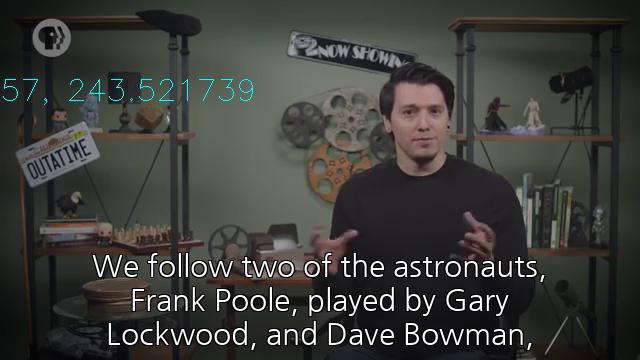 2 NOW SHOWING
57, 243.521739
OUTATIME
We follow two of the astronauts,
Frank Poole, played by Gary
Lockwood, and Dave Bowman,